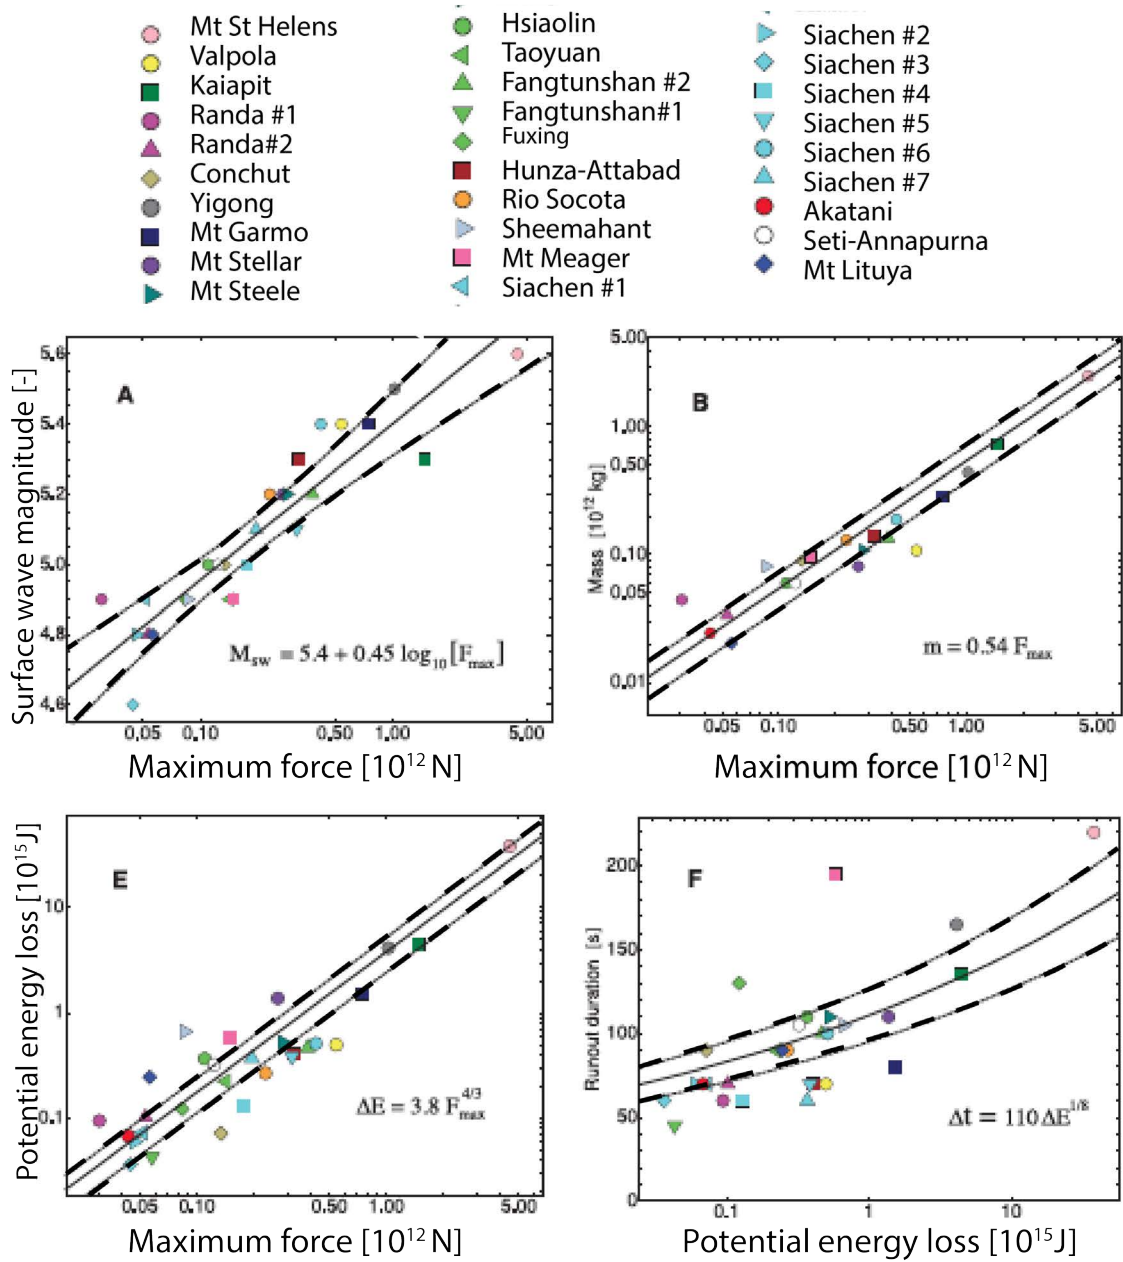 Mt St Helens
Valpola
Kaiapit
Randa #1
Randa#2
Conchut
Yigong
Mt Garmo
Mt Stellar
Mt Steele
Hsiaolin
Taoyuan
Fangtunshan #2
Fangtunshan#1
Fuxing
Hunza-Attabad
Rio Socota
Sheemahant
Mt Meager
Siachen #1
Siachen #2
Siachen #3
Siachen #4
Siachen #5
Siachen #6
Siachen #7
Akatani
Seti-Annapurna
Mt Lituya
Surface wave magnitude [-]
5.6
5.4
5.2
5.0
4.8
4.6
A
M_sw = 5.4 + 0.45 log_10 [F_max]
0.05 0.10 0.50 1.00 5.00
Maximum force [10^12 N]
Mass [10^12 kg]
5.00
1.00
0.50
0.10
0.05
0.01
B
m = 0.54 F_max
0.05 0.10 0.50 1.00 5.00
Maximum force [10^12 N]
Potential energy loss [10^15 J]
10
1
0.1
E
ΔE = 3.8 F_max^4/3
0.05 0.10 0.50 1.00 5.00
Maximum force [10^12 N]
Runout duration [s]
200
150
100
50
0
F
Δt = 110 ΔE^1/8
0.1 1 10
Potential energy loss [10^15 J]